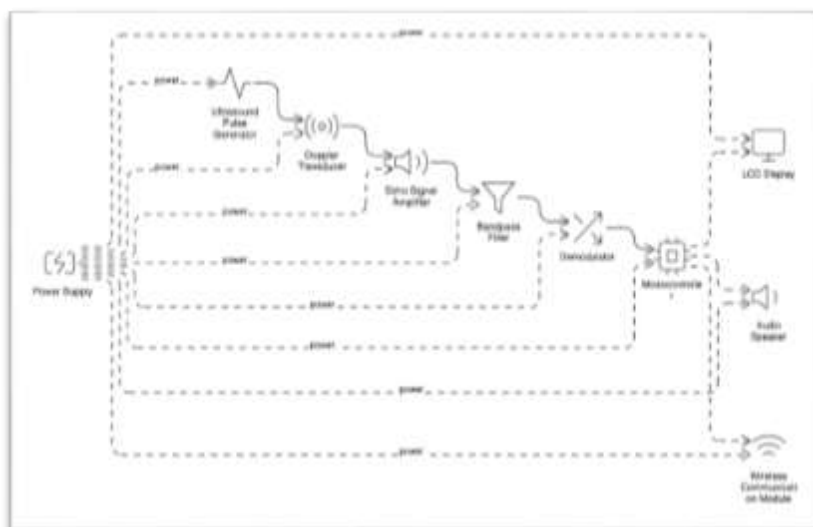 power
power
Ultrasound
Pulse
Generator
Doppler
Transducer
LCD Display
power
Echo Signal
Amplifier
power
Bandpass
Filter
power
Demodulator
Power Supply
Microcontrolle
r
power
Audio
Speaker
power
power
power
Wireless
Communicati
on Module